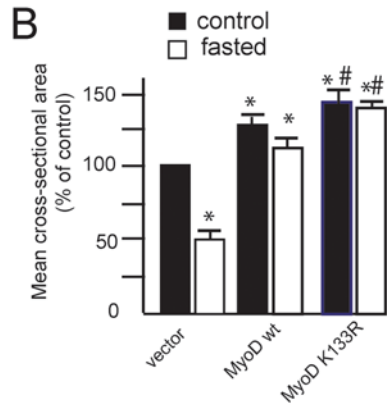 B
control
fasted
Mean cross-sectional area
(% of control)
150
100
50
0
*
*
*
* #
*#
vector
MyoD wt
MyoD K133R